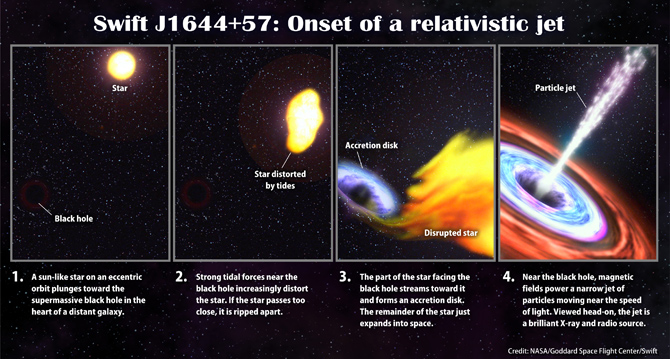 Swift J1644+57: Onset of a relativistic jet
Star
Black hole
Star distorted
by tides
Accretion disk
Disrupted star
Particle jet
1. A sun-like star on an eccentric
orbit plunges toward the
supermassive black hole in the
heart of a distant galaxy.
2. Strong tidal forces near the
black hole increasingly distort
the star. If the star passes too
close, it is ripped apart.
3. The part of the star facing the
black hole streams toward it
and forms an accretion disk.
The remainder of the star just
expands into space.
4. Near the black hole, magnetic
fields power a narrow jet of
particles moving near the speed
of light. Viewed head-on, the jet is
a brilliant X-ray and radio source.
Credit: NASA/Goddard Space Flight Center/Swift